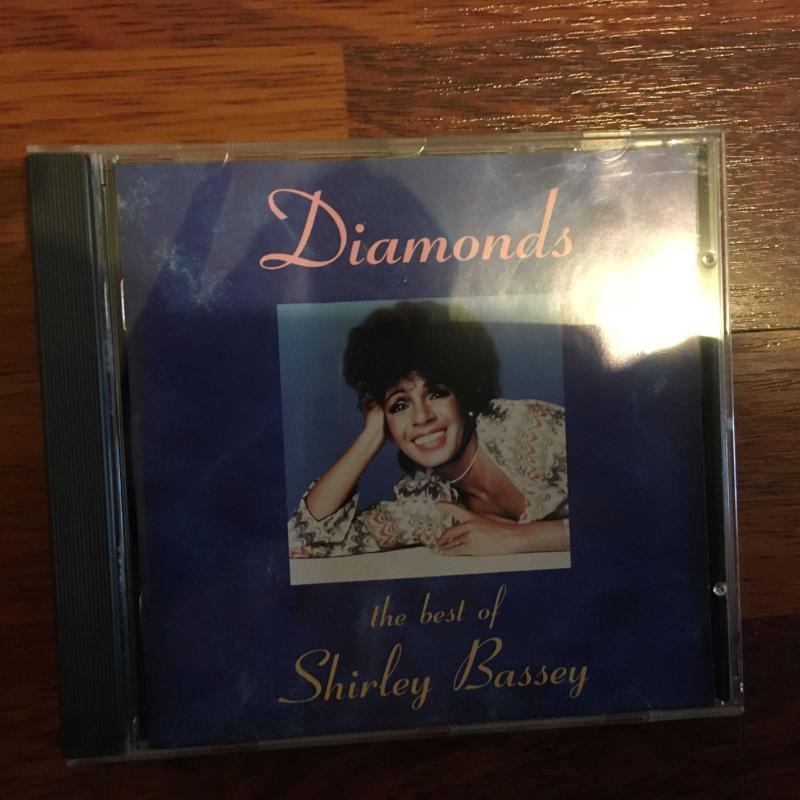 Diamonds
the best of
Shirley Bassey